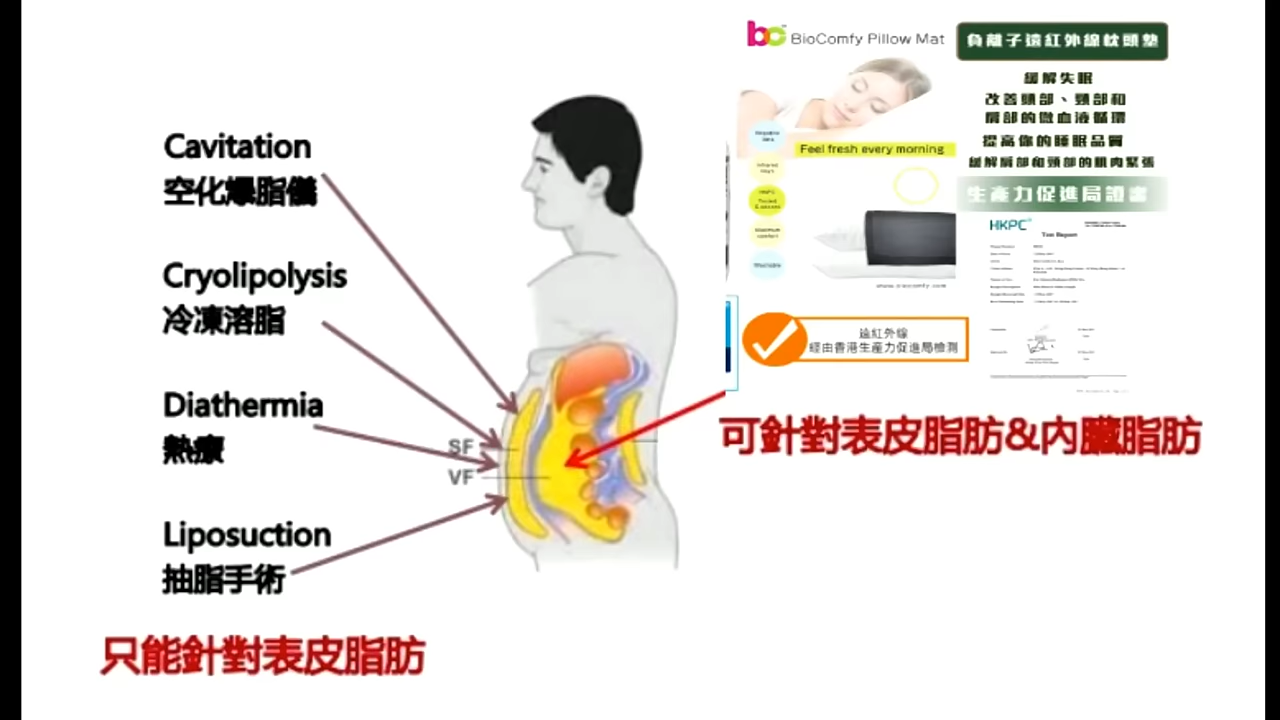 Cavitation
空化爆脂儀
Cryolipolysis
冷凍溶脂
Diathermia
熱療
Liposuction
抽脂手術
只能針對表皮脂肪
SF
VF
bc BioComfy Pillow Mat
Feel fresh every morning
www.biocomfy.com
遠紅外線
經由香港生產力促進局檢測
負離子遠紅外線枕頭墊
緩解失眠
改善頭部、頸部和
肩部的微血液循環
提高你的睡眠品質
緩解肩部和頸部的肌肉緊張
生產力促進局證書
HKPC
Test Report
可針對表皮脂肪&內臟脂肪